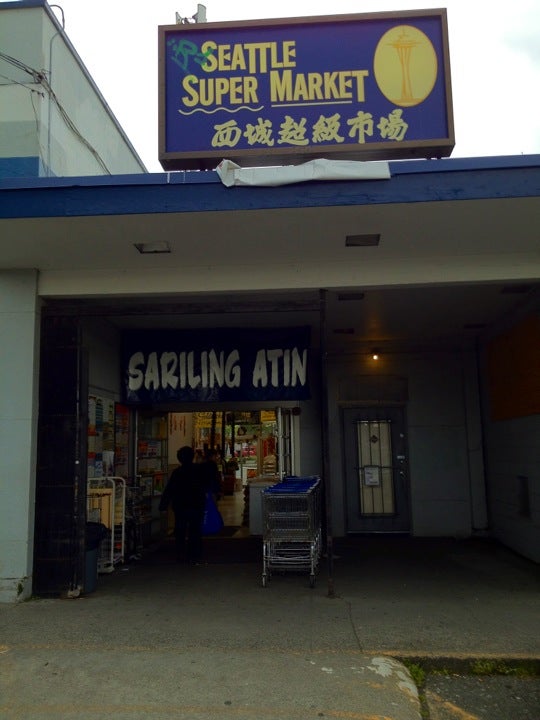 SEATTLE
SUPER MARKET
西城超級市場
SARILING ATIN